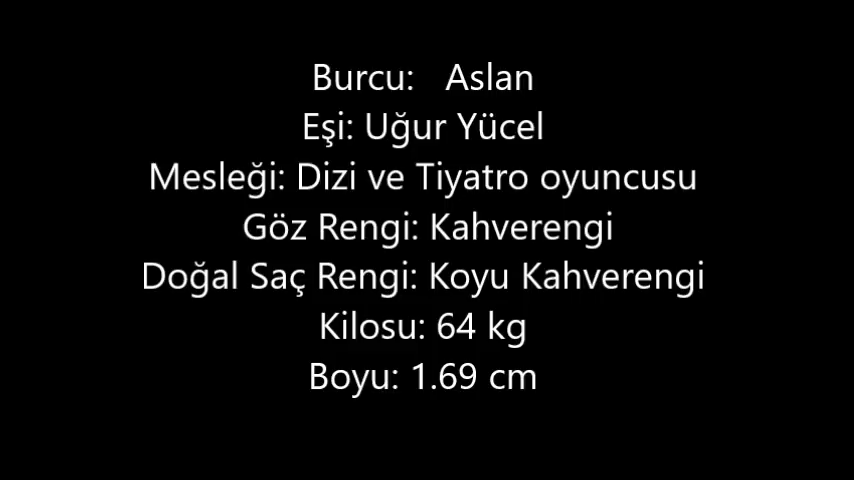 Burcu: Aslan
Eşi: Uğur Yücel
Mesleği: Dizi ve Tiyatro oyuncusu
Göz Rengi: Kahverengi
Doğal Saç Rengi: Koyu Kahverengi
Kilosu: 64 kg
Boyu: 1.69 cm